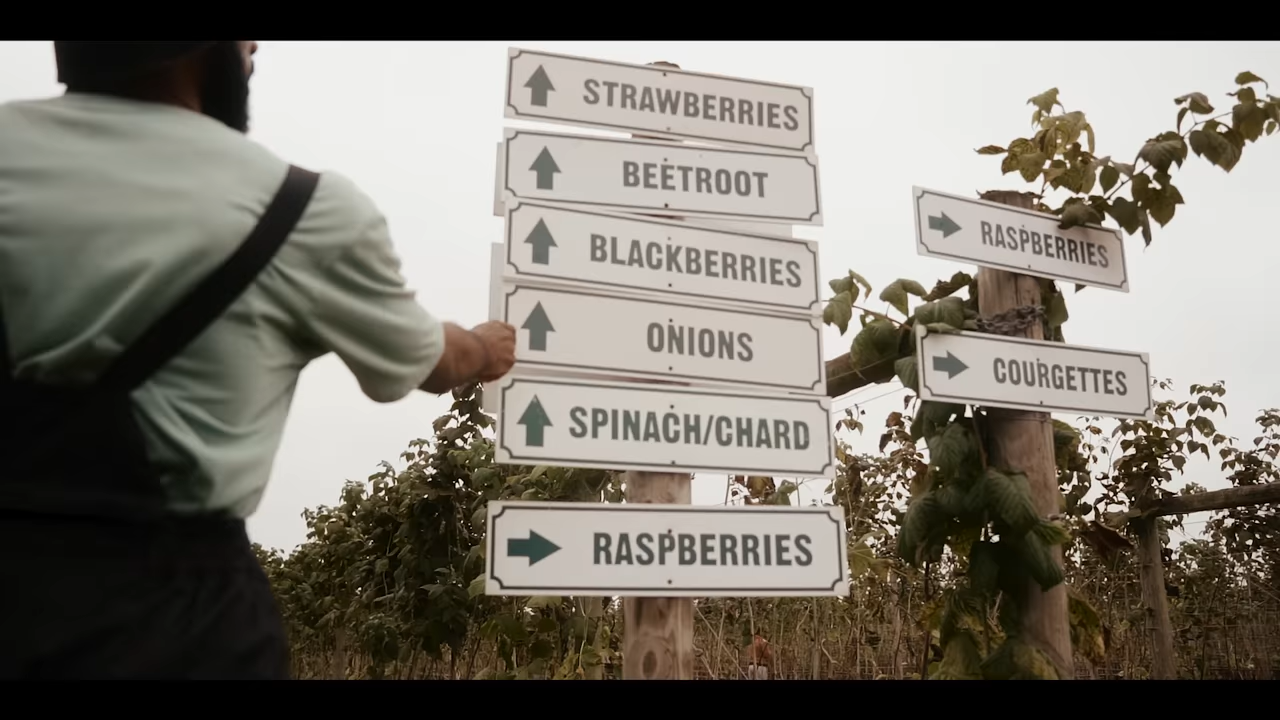 STRAWBERRIES
BEETROOT
BLACKBERRIES
ONIONS
SPINACH/CHARD
RASPBERRIES
RASPBERRIES
COURGETTES